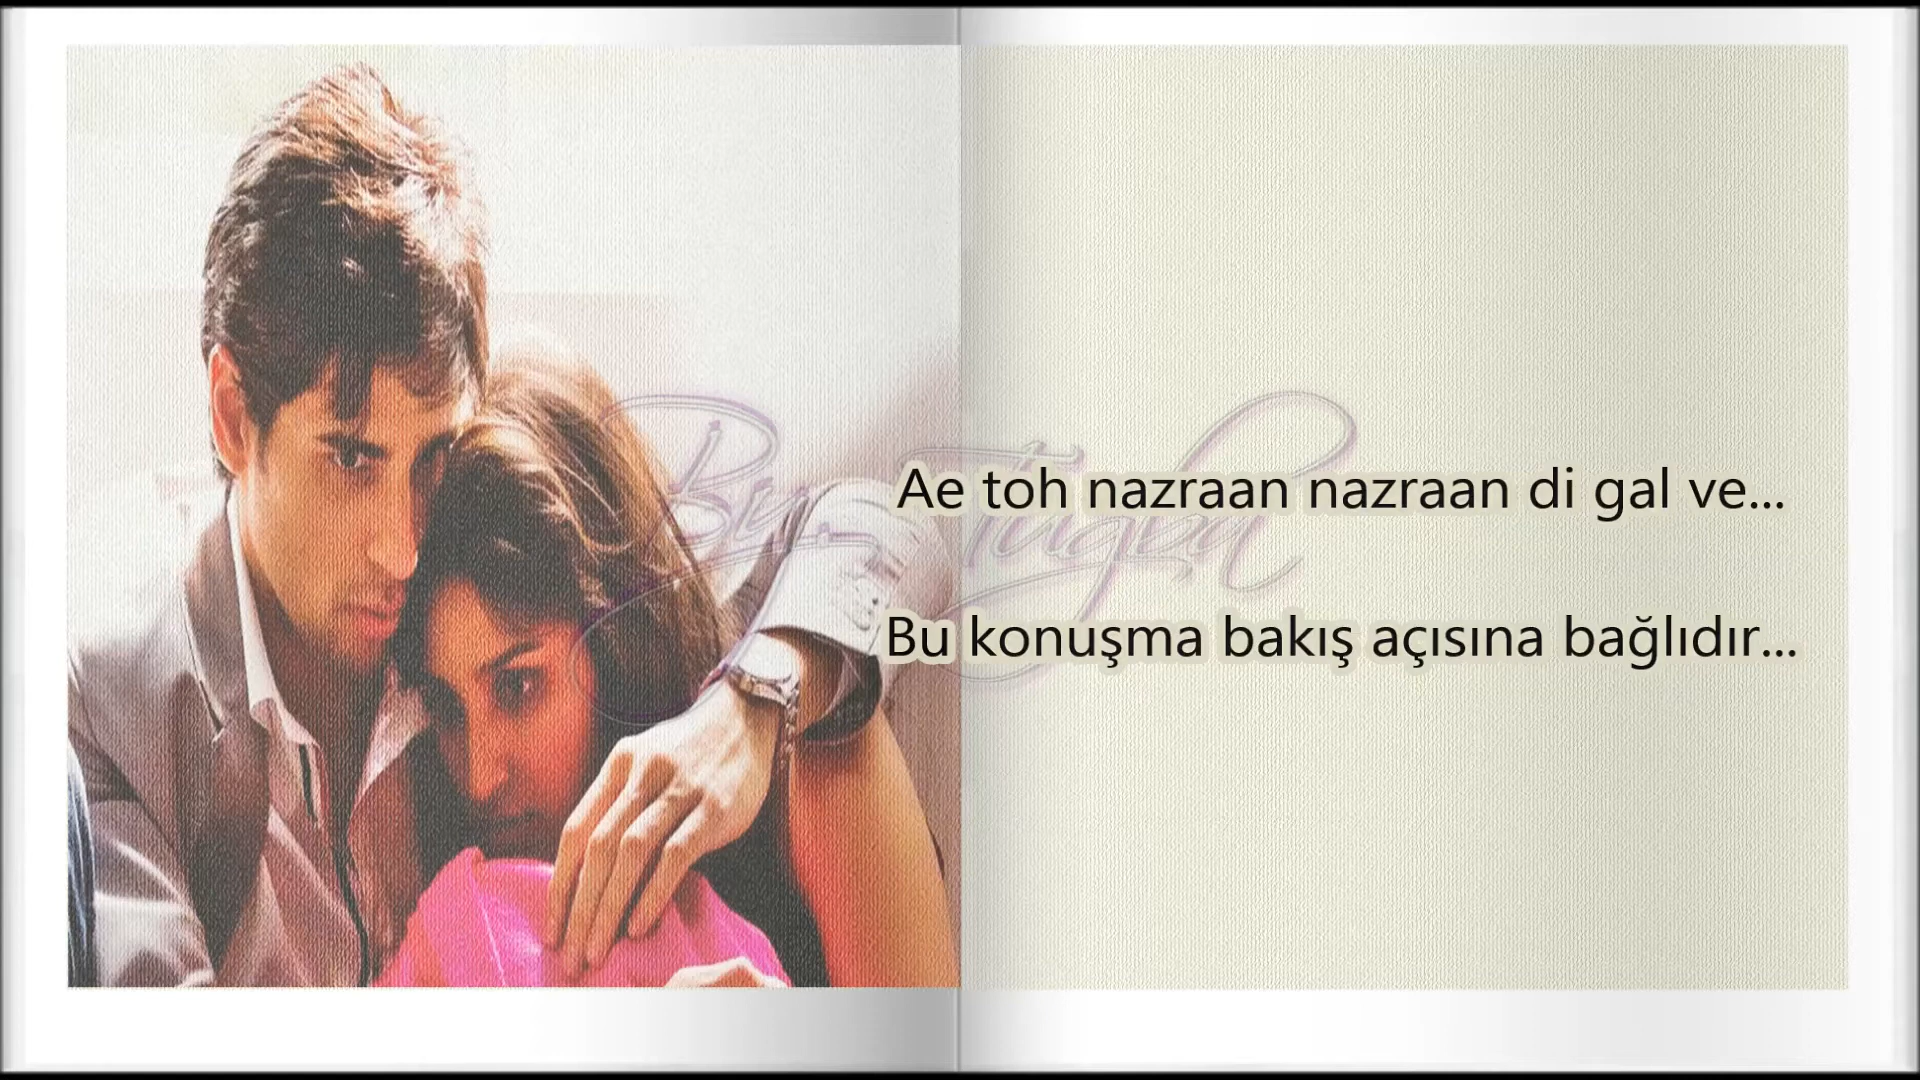 Ae toh nazraan nazraan di gal ve...
Bu konuşma bakış açısına bağlıdır...